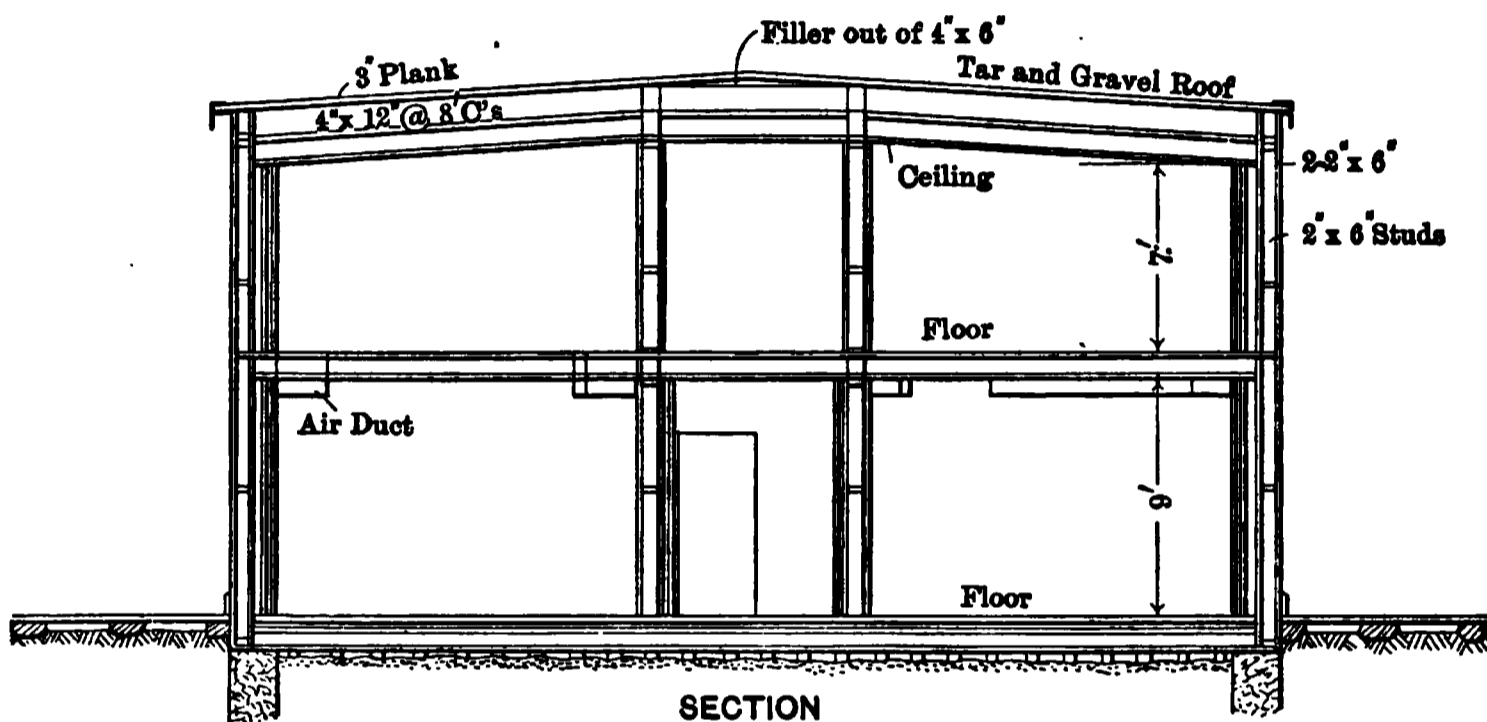 Filler out of 4"x 6"
3" Plank
Tar and Gravel Roof
4"x 12" @ 8' C's
Ceiling
2-2"x 6"
7'
2"x 6" Studs
Floor
Air Duct
9'
Floor
SECTION